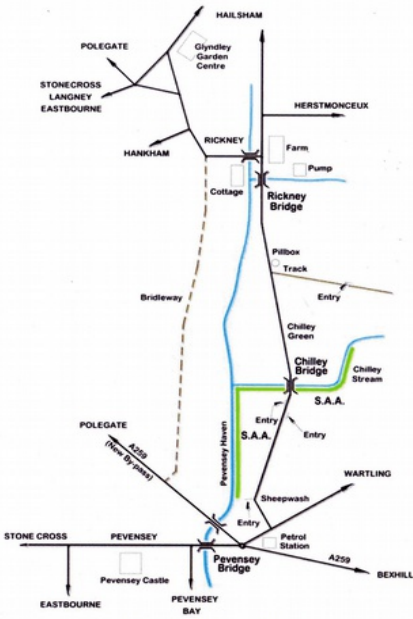 HAILSHAM
POLEGATE
Glyndley
Garden
Centre
STONECROSS
LANGNEY
EASTBOURNE
HERSTMONCEUX
RICKNEY
Farm
HANKHAM
Pump
Cottage
Rickney
Bridge
Pillbox
Track
Bridleway
Entry
Chilley
Green
Chilley
Bridge
Chilley
Stream
S.A.A.
Entry
POLEGATE
S.A.A.
Entry
A259
(New By-pass)
Pevensey Haven
WARTLING
Sheepwash
Entry
STONE CROSS
PEVENSEY
Petrol
Station
Pevensey
Bridge
A259
Pevensey Castle
BEXHILL
EASTBOURNE
PEVENSEY
BAY